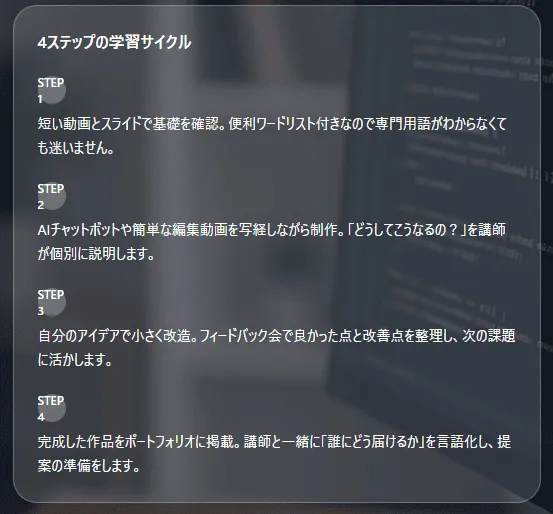 4ステップの学習サイクル
STEP
1
短い動画とスライドで基礎を確認。便利ワードリスト付きなので専門用語がわからなくて
も迷いません。
STEP
2
AIチャットボットや簡単な編集動画を写経しながら制作。「どうしてこうなるの？」を講師
が個別に説明します。
STEP
3
自分のアイデアで小さく改造。フィードバック会で良かった点と改善点を整理し、次の課題
に活かします。
STEP
4
完成した作品をポートフォリオに掲載。講師と一緒に「誰にどう届けるか」を言語化し、提
案の準備をします。